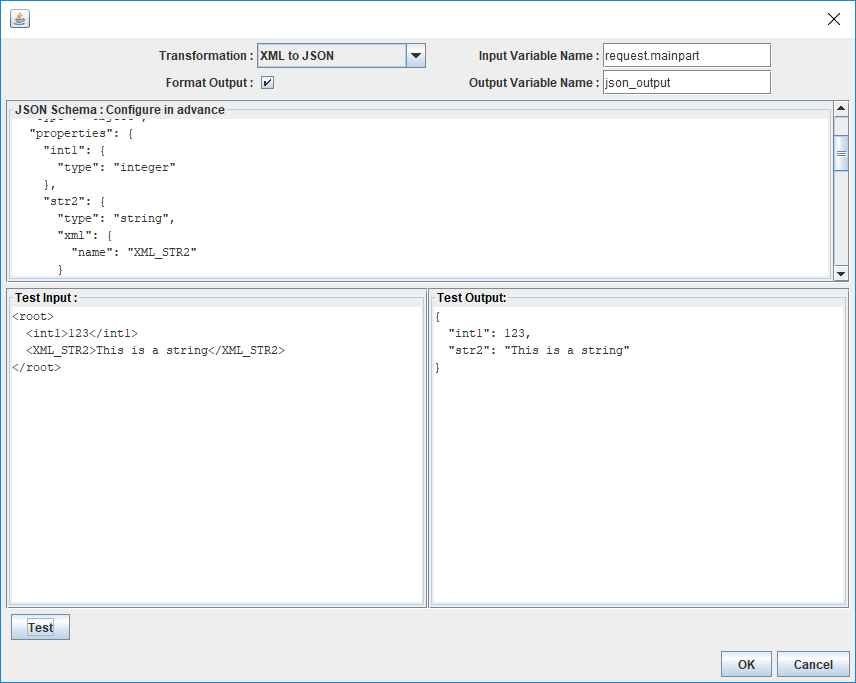 Transformation : XML to JSON Input Variable Name : request.mainpart
Format Output : Output Variable Name : json_output
JSON Schema : Configure in advance
"properties": {
"int1": {
"type": "integer"
},
"str2": {
"type": "string",
"xml": {
"name": "XML_STR2"
}
Test Input :
<root>
<int1>123</int1>
<XML_STR2>This is a string</XML_STR2>
</root>
Test Output:
{
"int1": 123,
"str2": "This is a string"
}
Test
OK Cancel